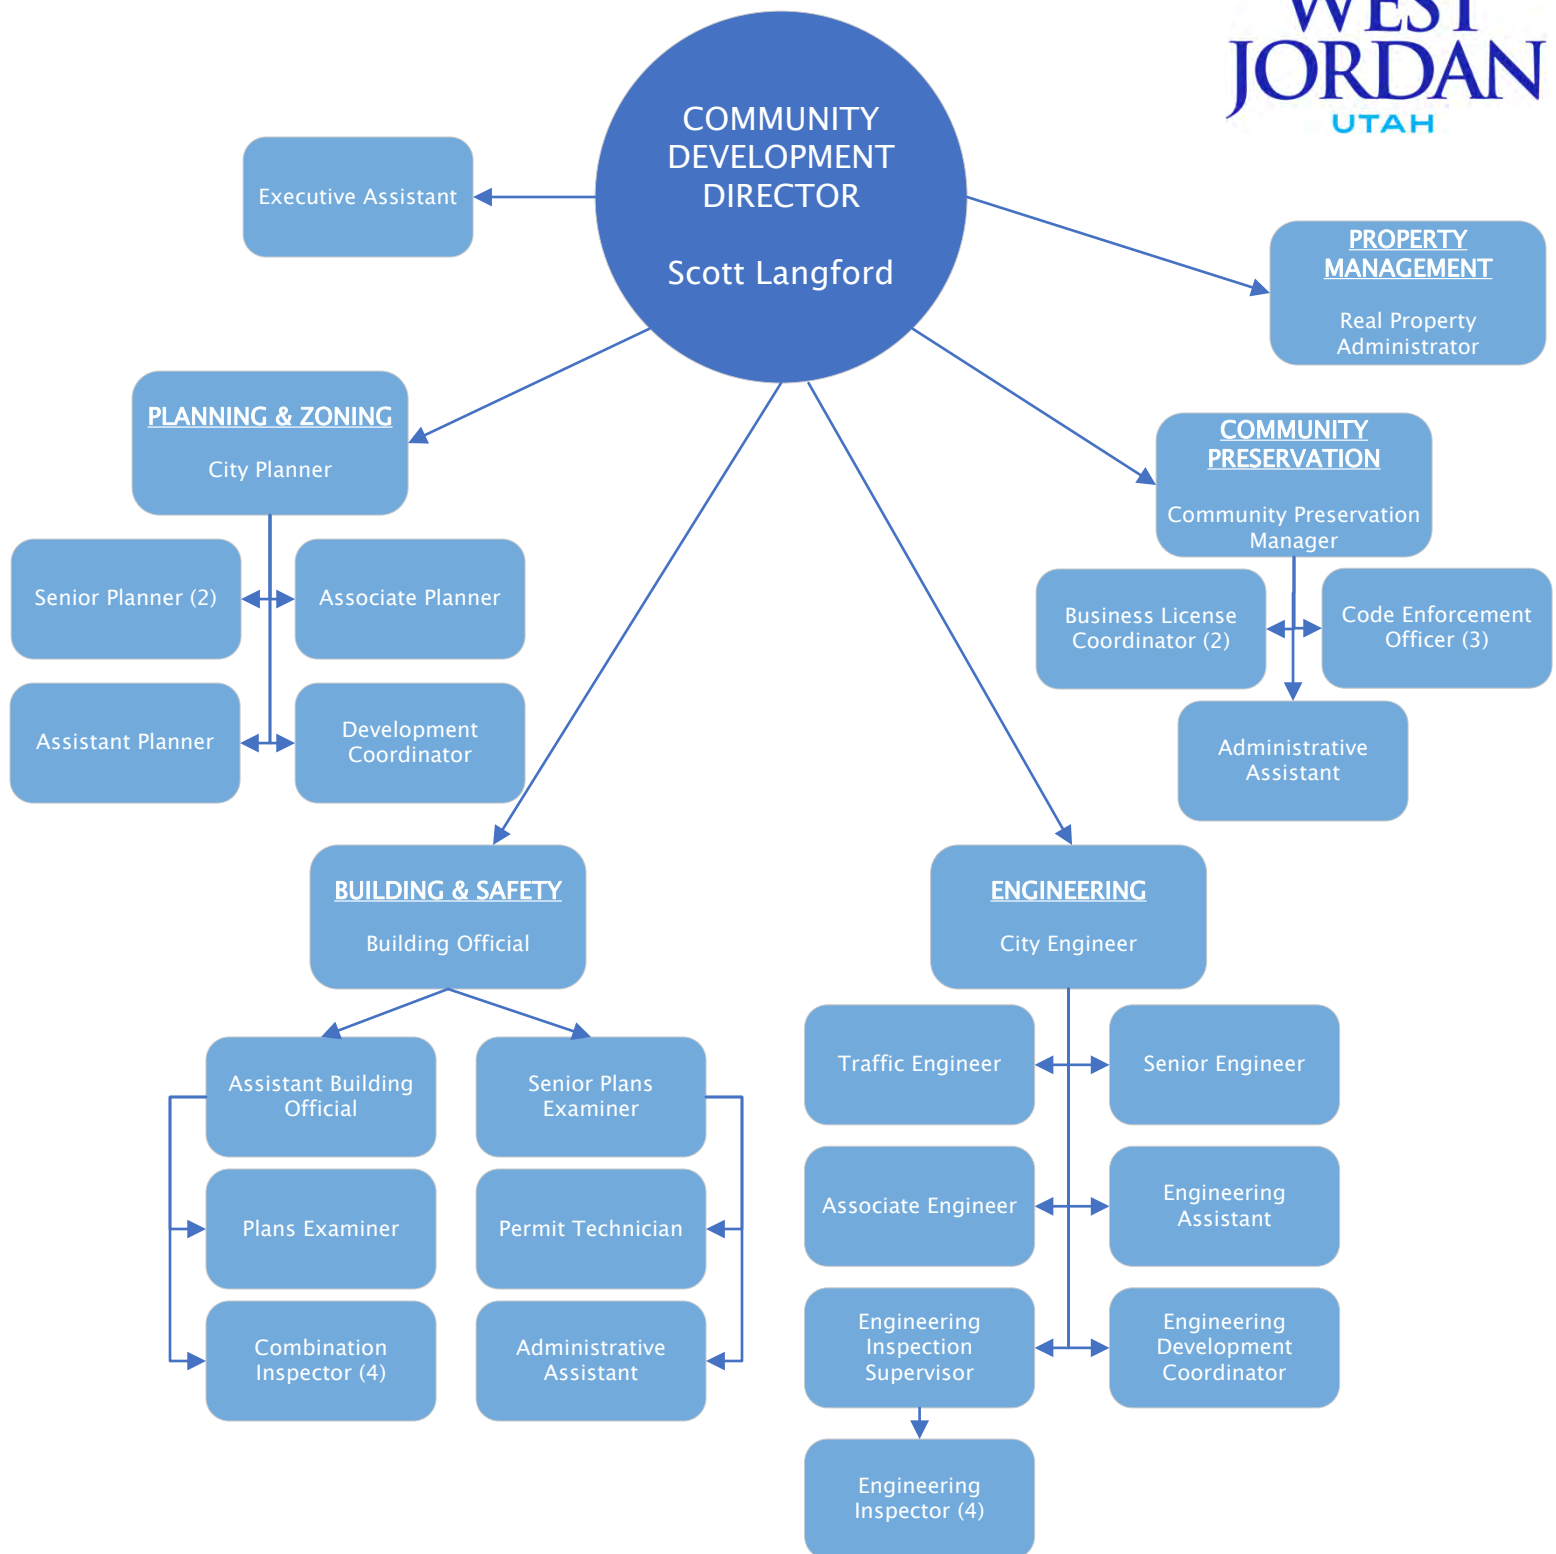 WEST
JORDAN
UTAH
COMMUNITY
DEVELOPMENT
DIRECTOR
Scott Langford
Executive Assistant
PROPERTY
MANAGEMENT
Real Property
Administrator
PLANNING & ZONING
City Planner
Senior Planner (2)
Associate Planner
Assistant Planner
Development
Coordinator
COMMUNITY
PRESERVATION
Community Preservation
Manager
Business License
Coordinator (2)
Code Enforcement
Officer (3)
Administrative
Assistant
BUILDING & SAFETY
Building Official
Assistant Building
Official
Senior Plans
Examiner
Plans Examiner
Permit Technician
Combination
Inspector (4)
Administrative
Assistant
ENGINEERING
City Engineer
Traffic Engineer
Senior Engineer
Associate Engineer
Engineering
Assistant
Engineering
Inspection
Supervisor
Engineering
Development
Coordinator
Engineering
Inspector (4)